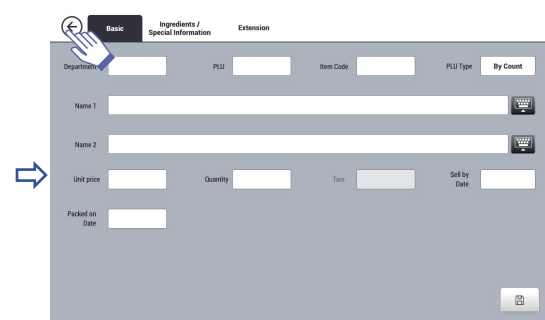 Basic
Ingredients /
Special Information
Extension
Department
PLU
Item Code
PLU Type
By Count
Name 1
Name 2
Unit price
Quantity
Tare
Sell by
Date
Packed on
Date